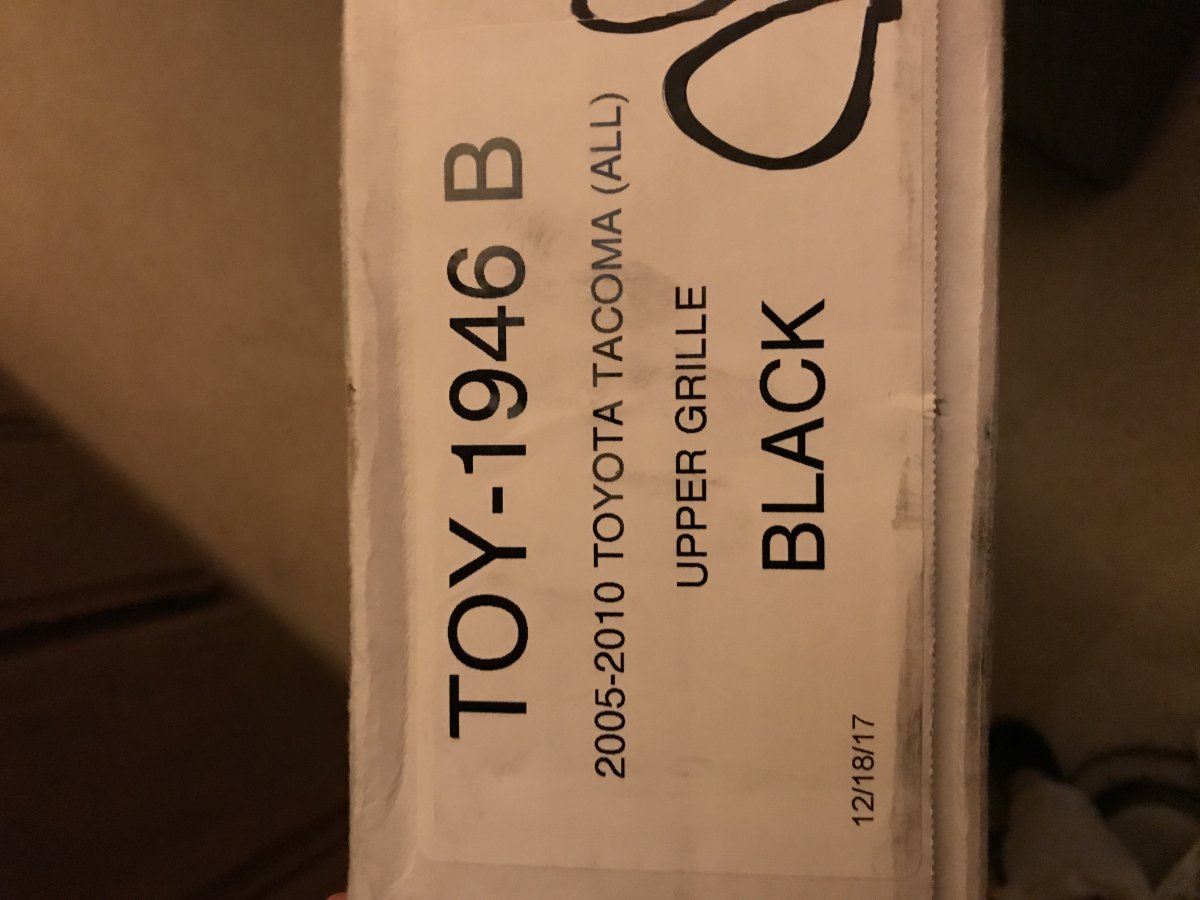 TOY-1946 B
2005-2010 TOYOTA TACOMA (ALL)
UPPER GRILLE
BLACK
12/18/17